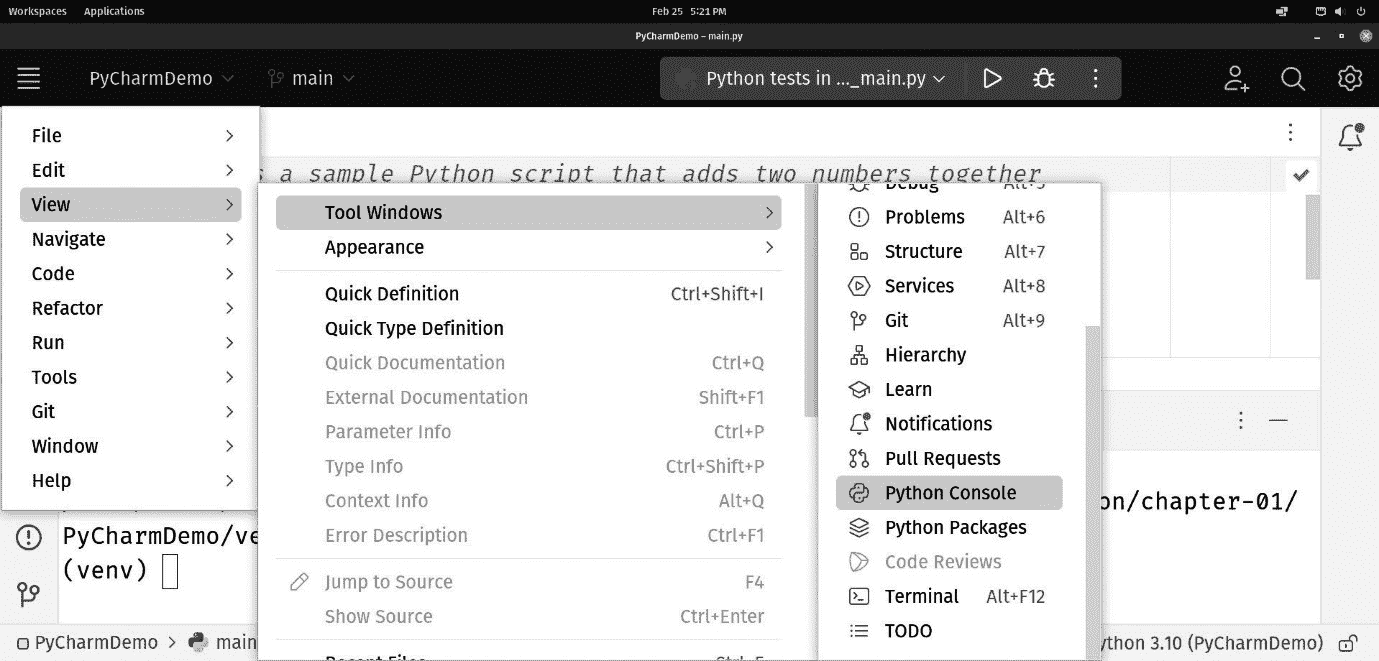 Workspaces Applications Feb 25 5:21 PM
PyCharmDemo – main.py
PyCharmDemo main Python tests in ..._main.py
File
Edit
View
Navigate
Code
Refactor
Run
Tools
Git
Window
Help
s a sample Python script that adds two numbers together
Tool Windows
Appearance
Quick Definition Ctrl+Shift+I
Quick Type Definition
Quick Documentation Ctrl+Q
External Documentation Shift+F1
Parameter Info Ctrl+P
Type Info Ctrl+Shift+P
Context Info Alt+Q
Error Description Ctrl+F1
Jump to Source F4
Show Source Ctrl+Enter
Recent Files Ctrl+E
Debug Alt+5
Problems Alt+6
Structure Alt+7
Services Alt+8
Git Alt+9
Hierarchy
Learn
Notifications
Pull Requests
Python Console
Python Packages
Code Reviews
Terminal Alt+F12
TODO
on/chapter-01/
PyCharmDemo/ve
(venv)
PyCharmDemo > main ython 3.10 (PyCharmDemo)